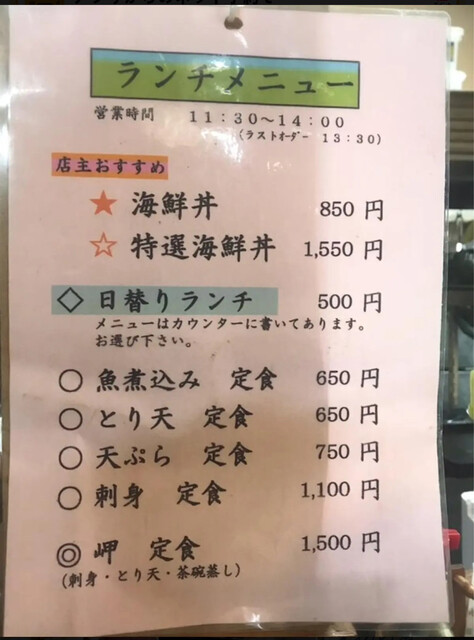 ランチメニュー
営業時間 11:30～14:00
(ラストオーダー 13:30)
店主おすすめ
★ 海鮮丼 850 円
☆ 特選海鮮丼 1,550 円
◇ 日替りランチ 500 円
メニューはカウンターに書いてあります。
お選び下さい。
○ 魚煮込み 定食 650 円
○ とり天 定食 650 円
○ 天ぷら 定食 750 円
○ 刺身 定食 1,100 円
◎ 岬 定食 1,500 円
(刺身・とり天・茶碗蒸し)